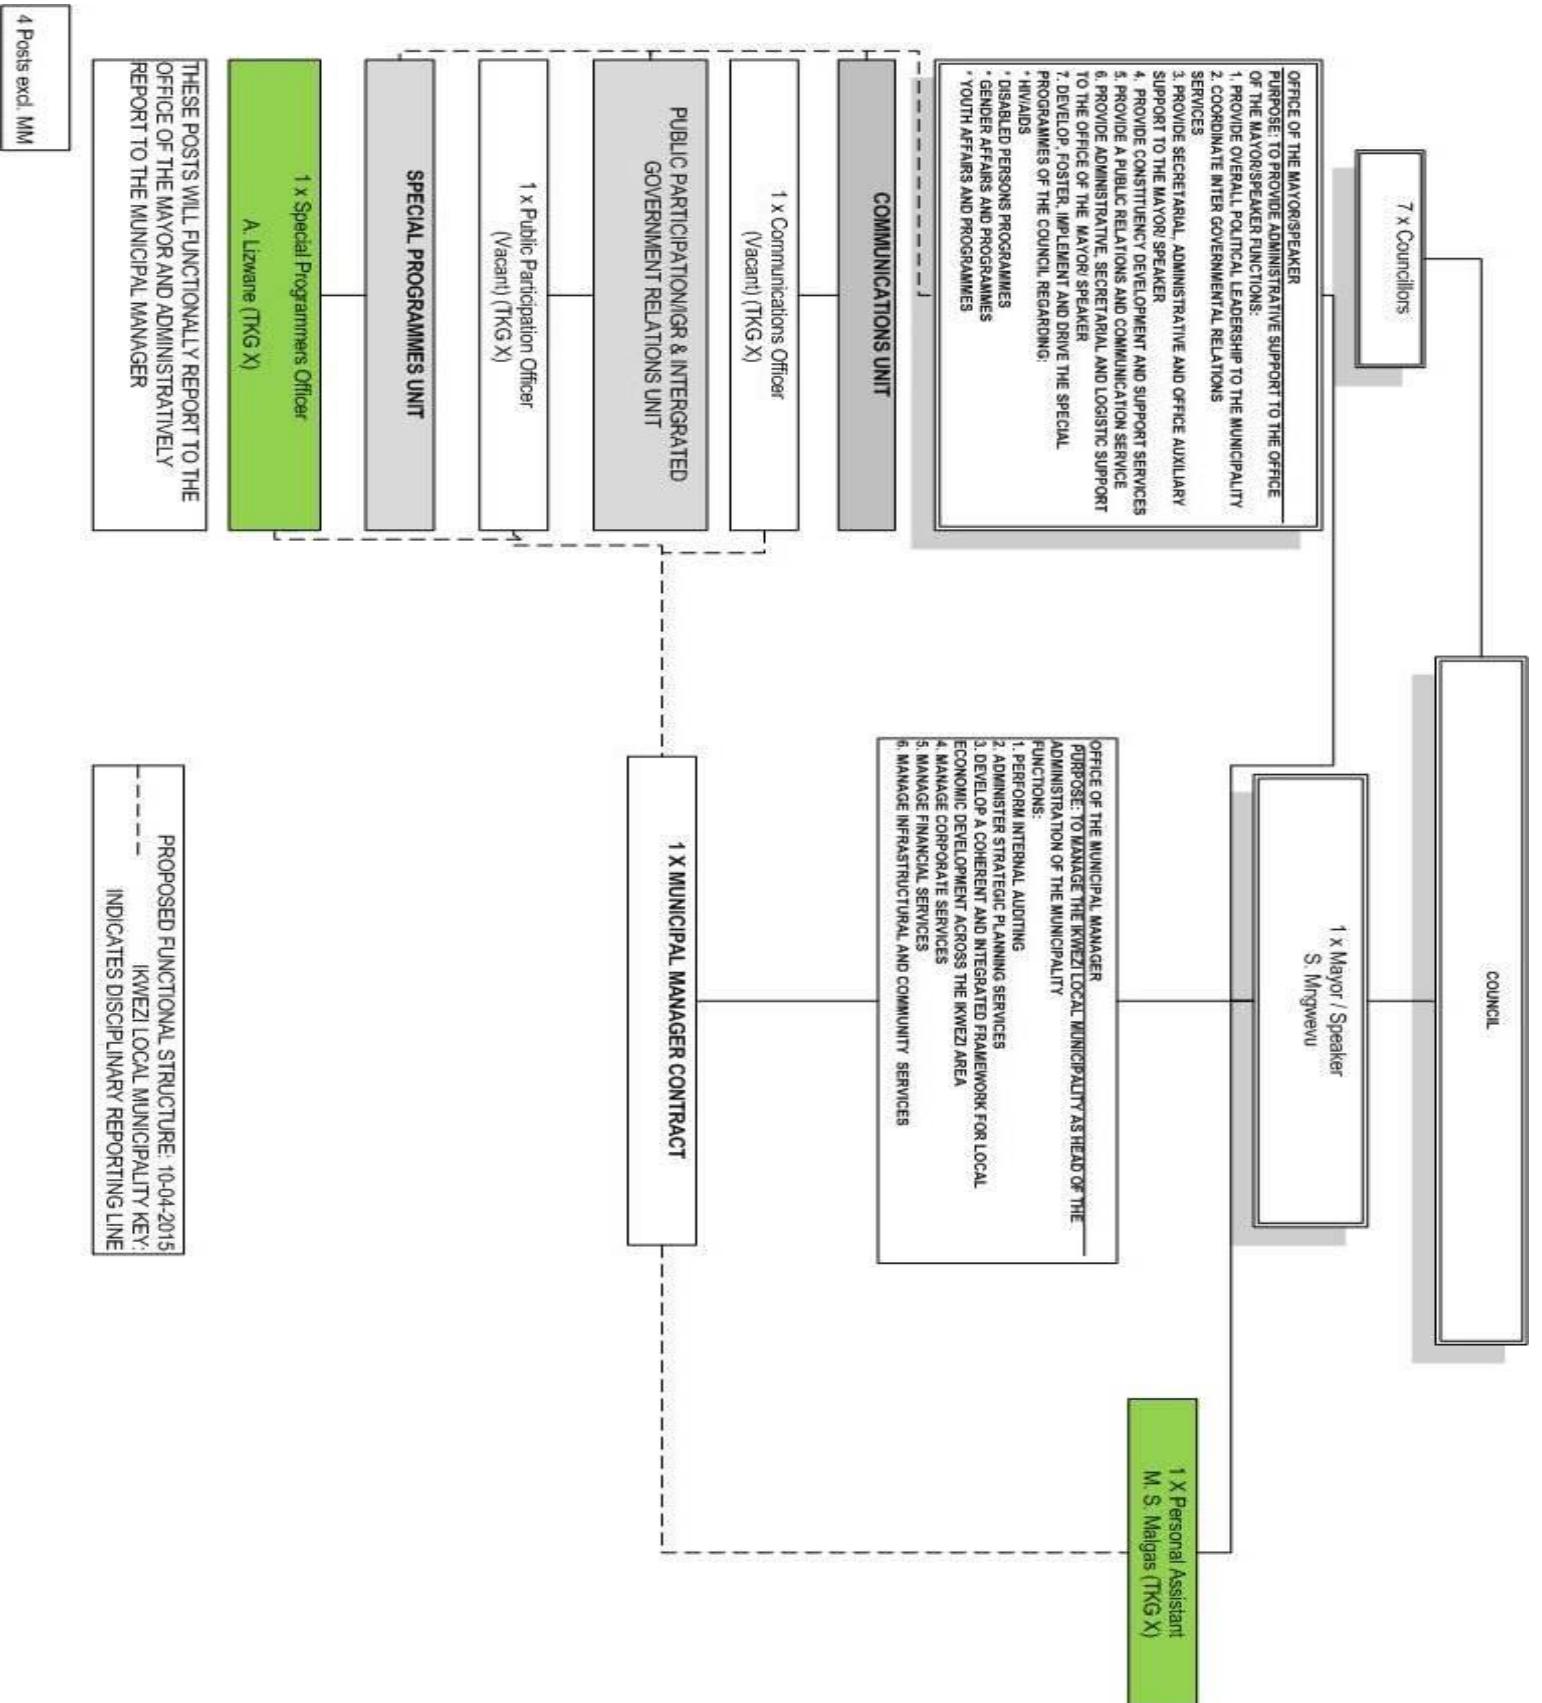 COUNCIL
7 x Councillors
1 x Mayor / Speaker
S. Mngwevu
OFFICE OF THE MAYOR/SPEAKER
PURPOSE: TO PROVIDE ADMINISTRATIVE SUPPORT TO THE OFFICE
OF THE MAYOR/SPEAKER FUNCTIONS:
1. PROVIDE OVERALL POLITICAL LEADERSHIP TO THE MUNICIPALITY
2. COORDINATE INTER GOVERNMENTAL RELATIONS
SERVICES
3. PROVIDE SECRETARIAL, ADMINISTRATIVE AND OFFICE AUXILIARY
SUPPORT TO THE MAYOR/ SPEAKER
4. PROVIDE CONSTITUENCY DEVELOPMENT AND SUPPORT SERVICES
5. PROVIDE A PUBLIC RELATIONS AND COMMUNICATION SERVICE
6. PROVIDE ADMINISTRATIVE, SECRETARIAL AND LOGISTIC SUPPORT
TO THE OFFICE OF THE MAYOR/ SPEAKER
7. DEVELOP, FOSTER, IMPLEMENT AND DRIVE THE SPECIAL
PROGRAMMES OF THE COUNCIL REGARDING:
* HIV/AIDS
* DISABLED PERSONS PROGRAMMES
* GENDER AFFAIRS AND PROGRAMMES
* YOUTH AFFAIRS AND PROGRAMMES
OFFICE OF THE MUNICIPAL MANAGER
PURPOSE: TO MANAGE THE IKWEZI LOCAL MUNICIPALITY AS HEAD OF THE
ADMINISTRATION OF THE MUNICIPALITY
FUNCTIONS:
1. PERFORM INTERNAL AUDITING
2. ADMINISTER STRATEGIC PLANNING SERVICES
3. DEVELOP A COHERENT AND INTEGRATED FRAMEWORK FOR LOCAL
ECONOMIC DEVELOPMENT ACROSS THE IKWEZI AREA
4. MANAGE CORPORATE SERVICES
5. MANAGE FINANCIAL SERVICES
6. MANAGE INFRASTRUCTURAL AND COMMUNITY SERVICES
1 X Personal Assistant
M. S. Malgas (TKG X)
COMMUNICATIONS UNIT
1 x Communications Officer
(Vacant) (TKG X)
PUBLIC PARTICIPATION/IGR & INTERGRATED
GOVERNMENT RELATIONS UNIT
1 X MUNICIPAL MANAGER CONTRACT
1 x Public Participation Officer
(Vacant) (TKG X)
SPECIAL PROGRAMMES UNIT
1 x Special Programmers Officer
A. Lizwane (TKG X)
THESE POSTS WILL FUNCTIONALLY REPORT TO THE
OFFICE OF THE MAYOR AND ADMINISTRATIVELY
REPORT TO THE MUNICIPAL MANAGER
PROPOSED FUNCTIONAL STRUCTURE: 10-04-2015
IKWEZI LOCAL MUNICIPALITY KEY:
INDICATES DISCIPLINARY REPORTING LINE
4 Posts excl. MM